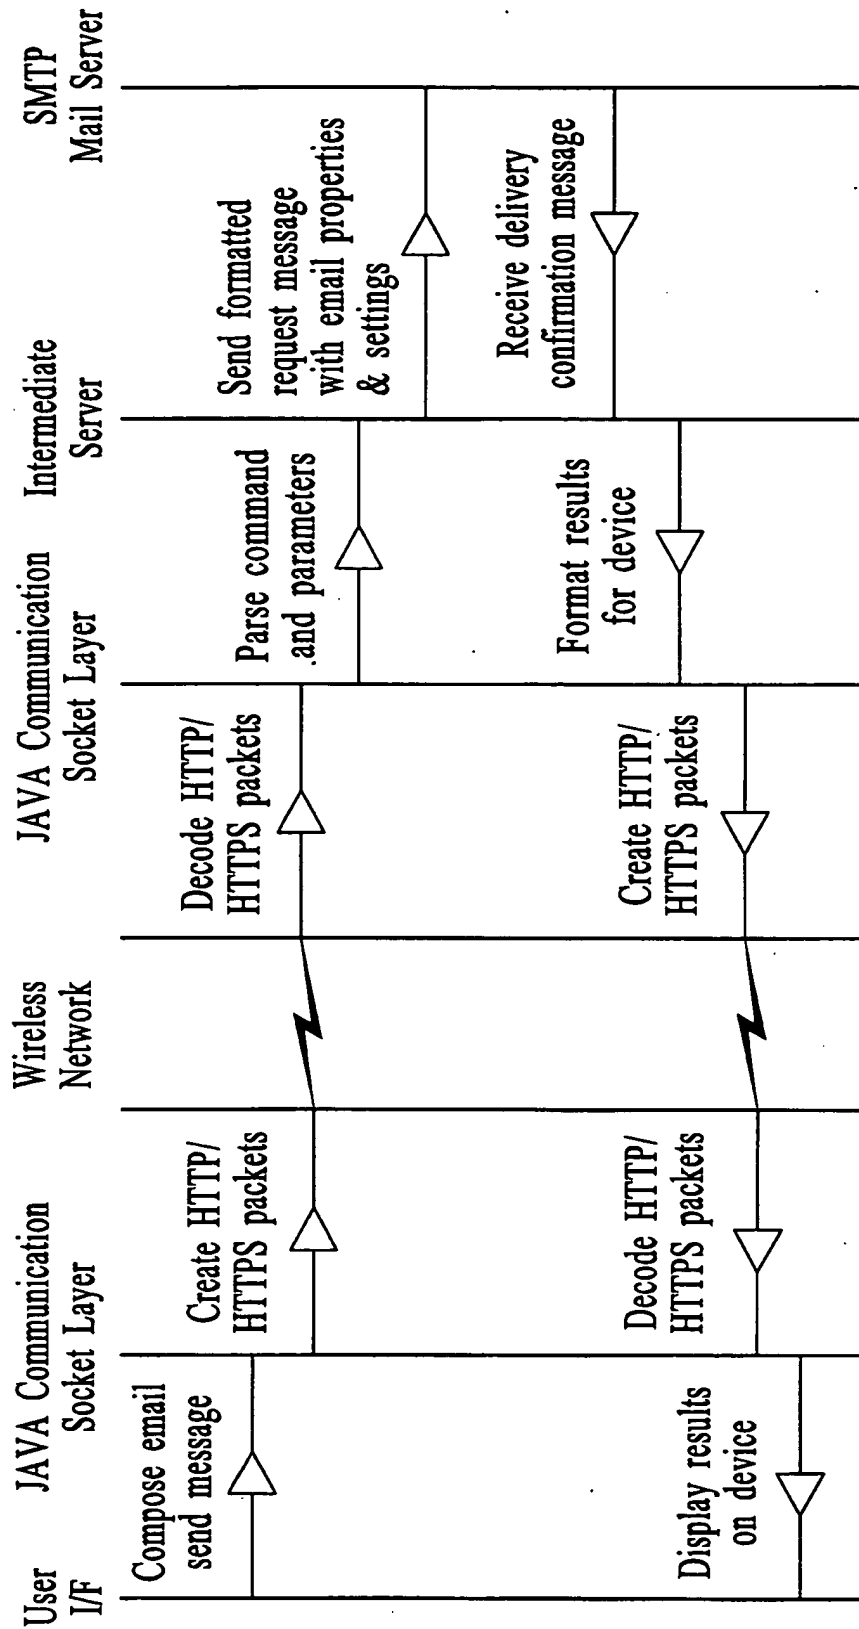 User
I/F
JAVA Communication
Socket Layer
Wireless
Network
JAVA Communication
Socket Layer
Intermediate
Server
SMTP
Mail Server
Compose email
send message
Create HTTP/
HTTPS packets
Decode HTTP/
HTTPS packets
Parse command
and parameters
Send formatted
request message
with email properties
& settings
Receive delivery
confirmation message
Format results
for device
Create HTTP/
HTTPS packets
Decode HTTP/
HTTPS packets
Display results
on device